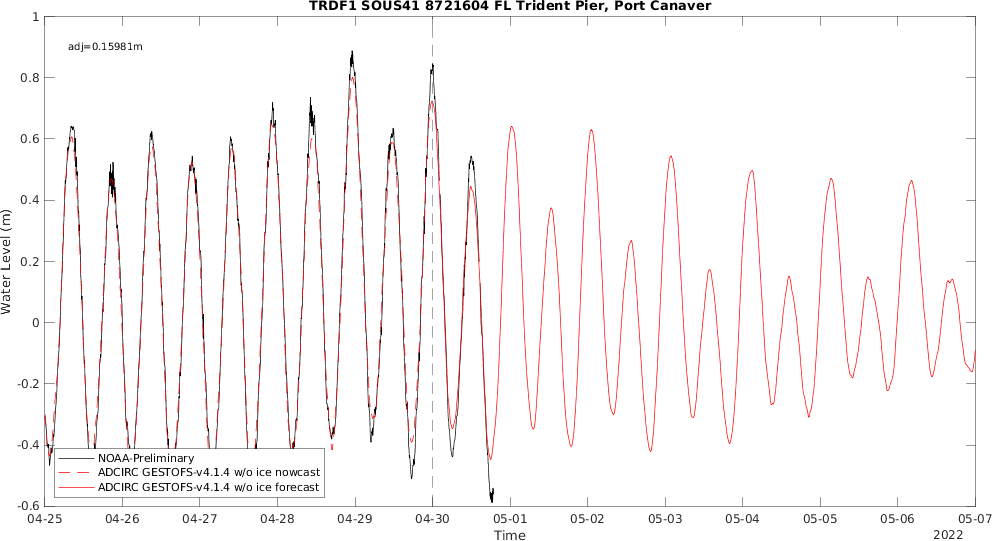 TRDF1 SOUS41 8721604 FL Trident Pier, Port Canaver
adj=0.15981m
1
0.8
0.6
0.4
0.2
0
-0.2
-0.4
-0.6
Water Level (m)
NOAA-Preliminary
ADCIRC GESTOFS-v4.1.4 w/o ice nowcast
ADCIRC GESTOFS-v4.1.4 w/o ice forecast
04-25 04-26 04-27 04-28 04-29 04-30 05-01 05-02 05-03 05-04 05-05 05-06 05-07
Time
2022